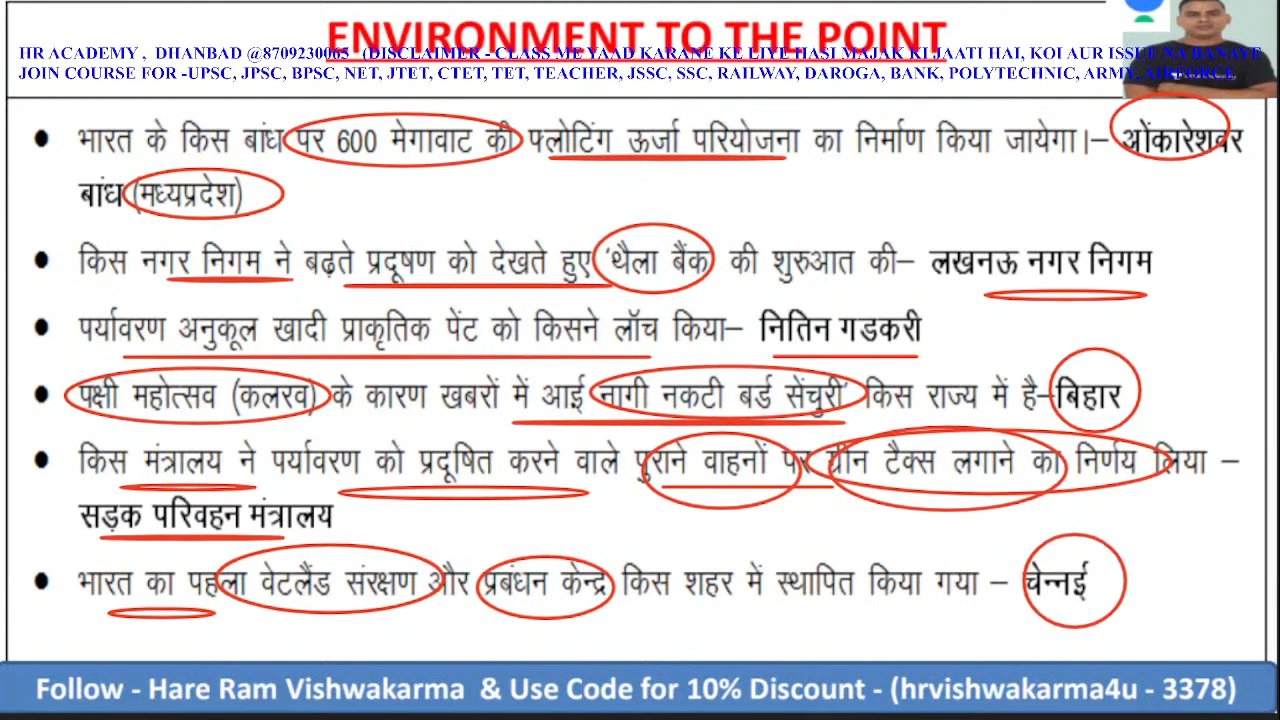 ENVIRONMENT TO THE POINT
HR ACADEMY , DHANBAD @8709230065 (DISCLAIMER - CLASS ME YAAD KARANE KE LIYE HASI MAJAK KI JAATI HAI, KOI AUR ISSUE NA BANAYE
JOIN COURSE FOR -UPSC, JPSC, BPSC, NET, JTET, CTET, TET, TEACHER, JSSC, SSC, RAILWAY, DAROGA, BANK, POLYTECHNIC, ARMY, AIRFORCE
• भारत के किस बांध पर 600 मेगावाट की फ्लोटिंग ऊर्जा परियोजना का निर्माण किया जायेगा।– ओंकारेशवर
बांध (मध्यप्रदेश)
• किस नगर निगम ने बढ़ते प्रदूषण को देखते हुए 'थैला बैंक' की शुरुआत की– लखनऊ नगर निगम
• पर्यावरण अनुकूल खादी प्राकृतिक पेंट को किसने लॉच किया– नितिन गडकरी
• पक्षी महोत्सव (कलरव) के कारण खबरों में आई 'नागी नकटी बर्ड सेंचुरी' किस राज्य में है–बिहार
• किस मंत्रालय ने पर्यावरण को प्रदूषित करने वाले पुराने वाहनों पर ग्रीन टैक्स लगाने का निर्णय लिया –
सड़क परिवहन मंत्रालय
• भारत का पहला वेटलैंड संरक्षण और प्रबंधन केन्द्र किस शहर में स्थापित किया गया – चेन्नई
Follow - Hare Ram Vishwakarma & Use Code for 10% Discount - (hrvishwakarma4u - 3378)